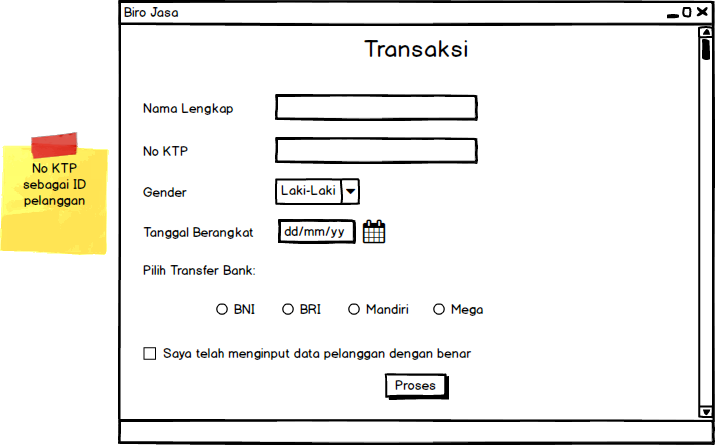 Biro Jasa
Transaksi
Nama Lengkap
No KTP
No KTP
sebagai ID
pelanggan
Gender
Laki-Laki
Tanggal Berangkat
dd/mm/yy
Pilih Transfer Bank:
BNI
BRI
Mandiri
Mega
Saya telah menginput data pelanggan dengan benar
Proses